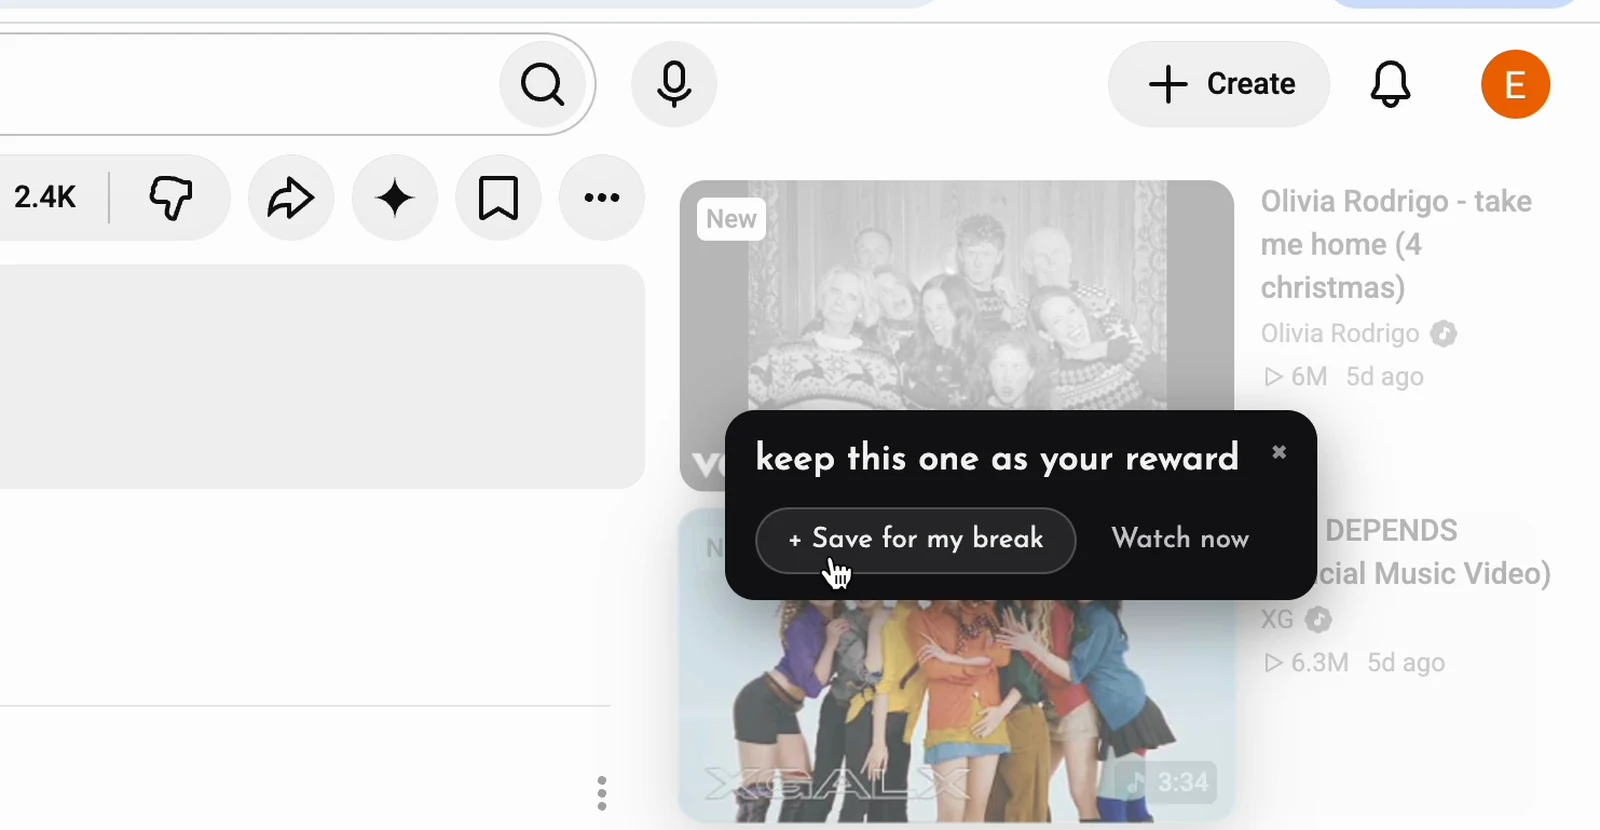 Create
E
2.4K
New
Olivia Rodrigo - take
me home (4
christmas)
Olivia Rodrigo
6M 5d ago
keep this one as your reward
+ Save for my break
Watch now
DEPENDS
cial Music Video)
XG
6.3M 5d ago
XGALX
3:34